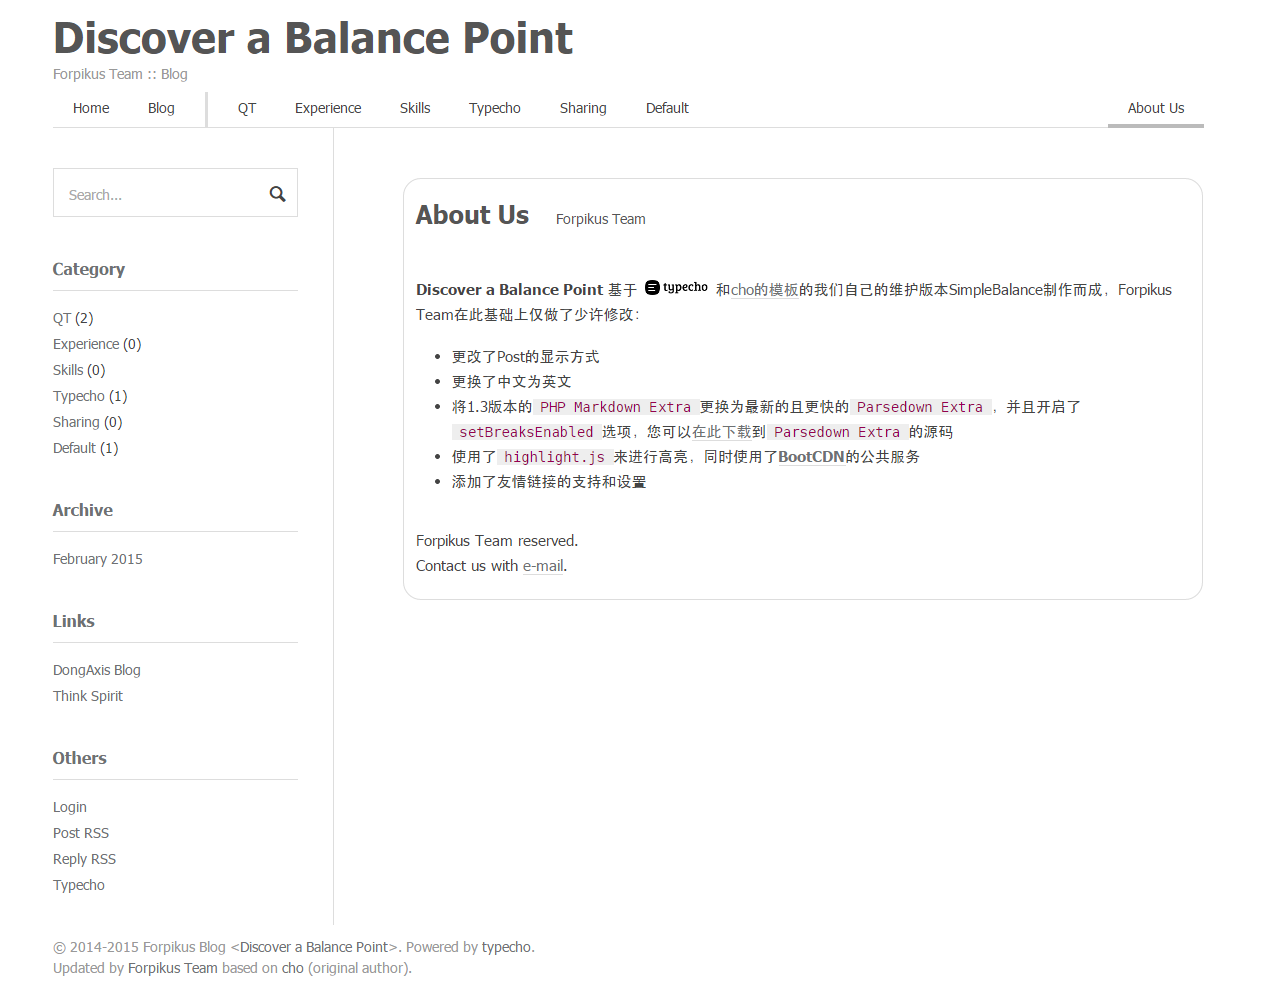 Discover a Balance Point
Forpikus Team :: Blog
Home Blog QT Experience Skills Typecho Sharing Default About Us
Search...
Category
QT (2)
Experience (0)
Skills (0)
Typecho (1)
Sharing (0)
Default (1)
Archive
February 2015
Links
DongAxis Blog
Think Spirit
Others
Login
Post RSS
Reply RSS
Typecho
About Us Forpikus Team
Discover a Balance Point 基于 typecho 和cho的模板的我们自己的维护版本SimpleBalance制作而成，Forpikus
Team在此基础上仅做了少许修改：
更改了Post的显示方式
更换了中文为英文
将1.3版本的 PHP Markdown Extra 更换为最新的且更快的 Parsedown Extra ，并且开启了
setBreaksEnabled 选项，您可以在此下载到 Parsedown Extra 的源码
使用了 highlight.js 来进行高亮，同时使用了BootCDN的公共服务
添加了友情链接的支持和设置
Forpikus Team reserved.
Contact us with e-mail.
© 2014-2015 Forpikus Blog <Discover a Balance Point>. Powered by typecho.
Updated by Forpikus Team based on cho (original author).